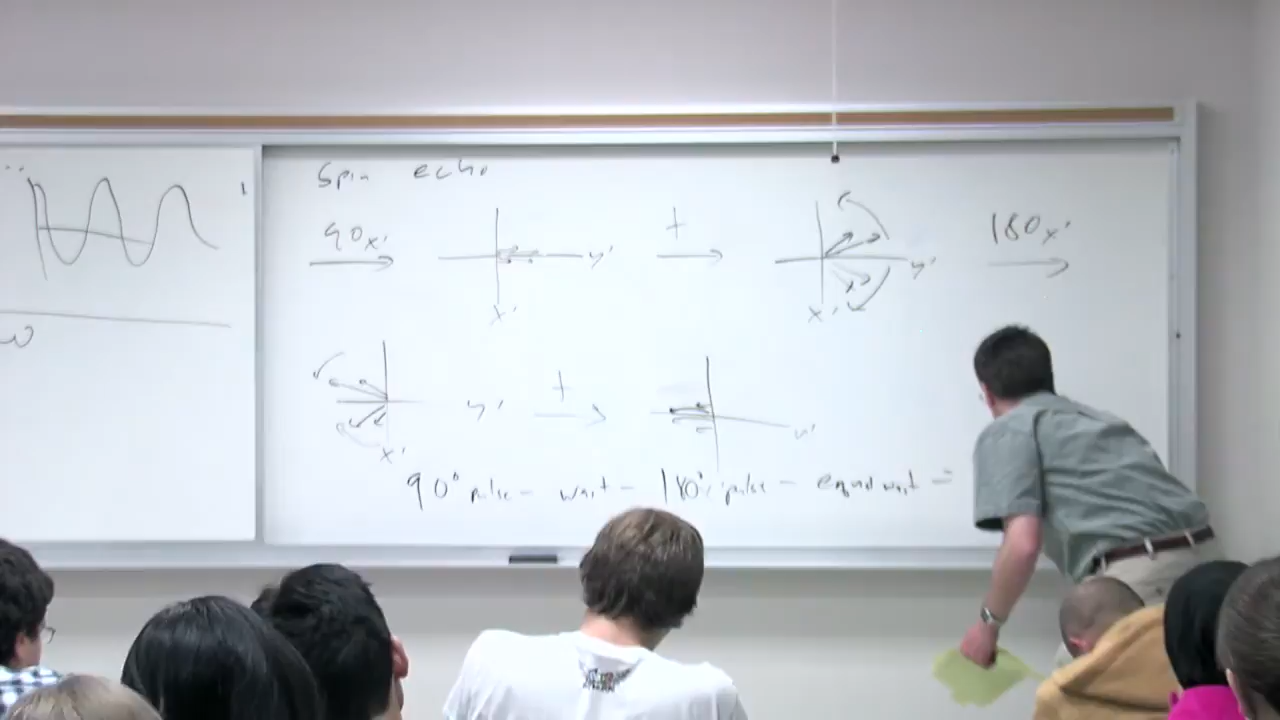 Spin echo
90x' y' x' t y' x' 180x'
y' x' t y'
90° pulse - wait - 180°x' pulse - equal wait =
ω